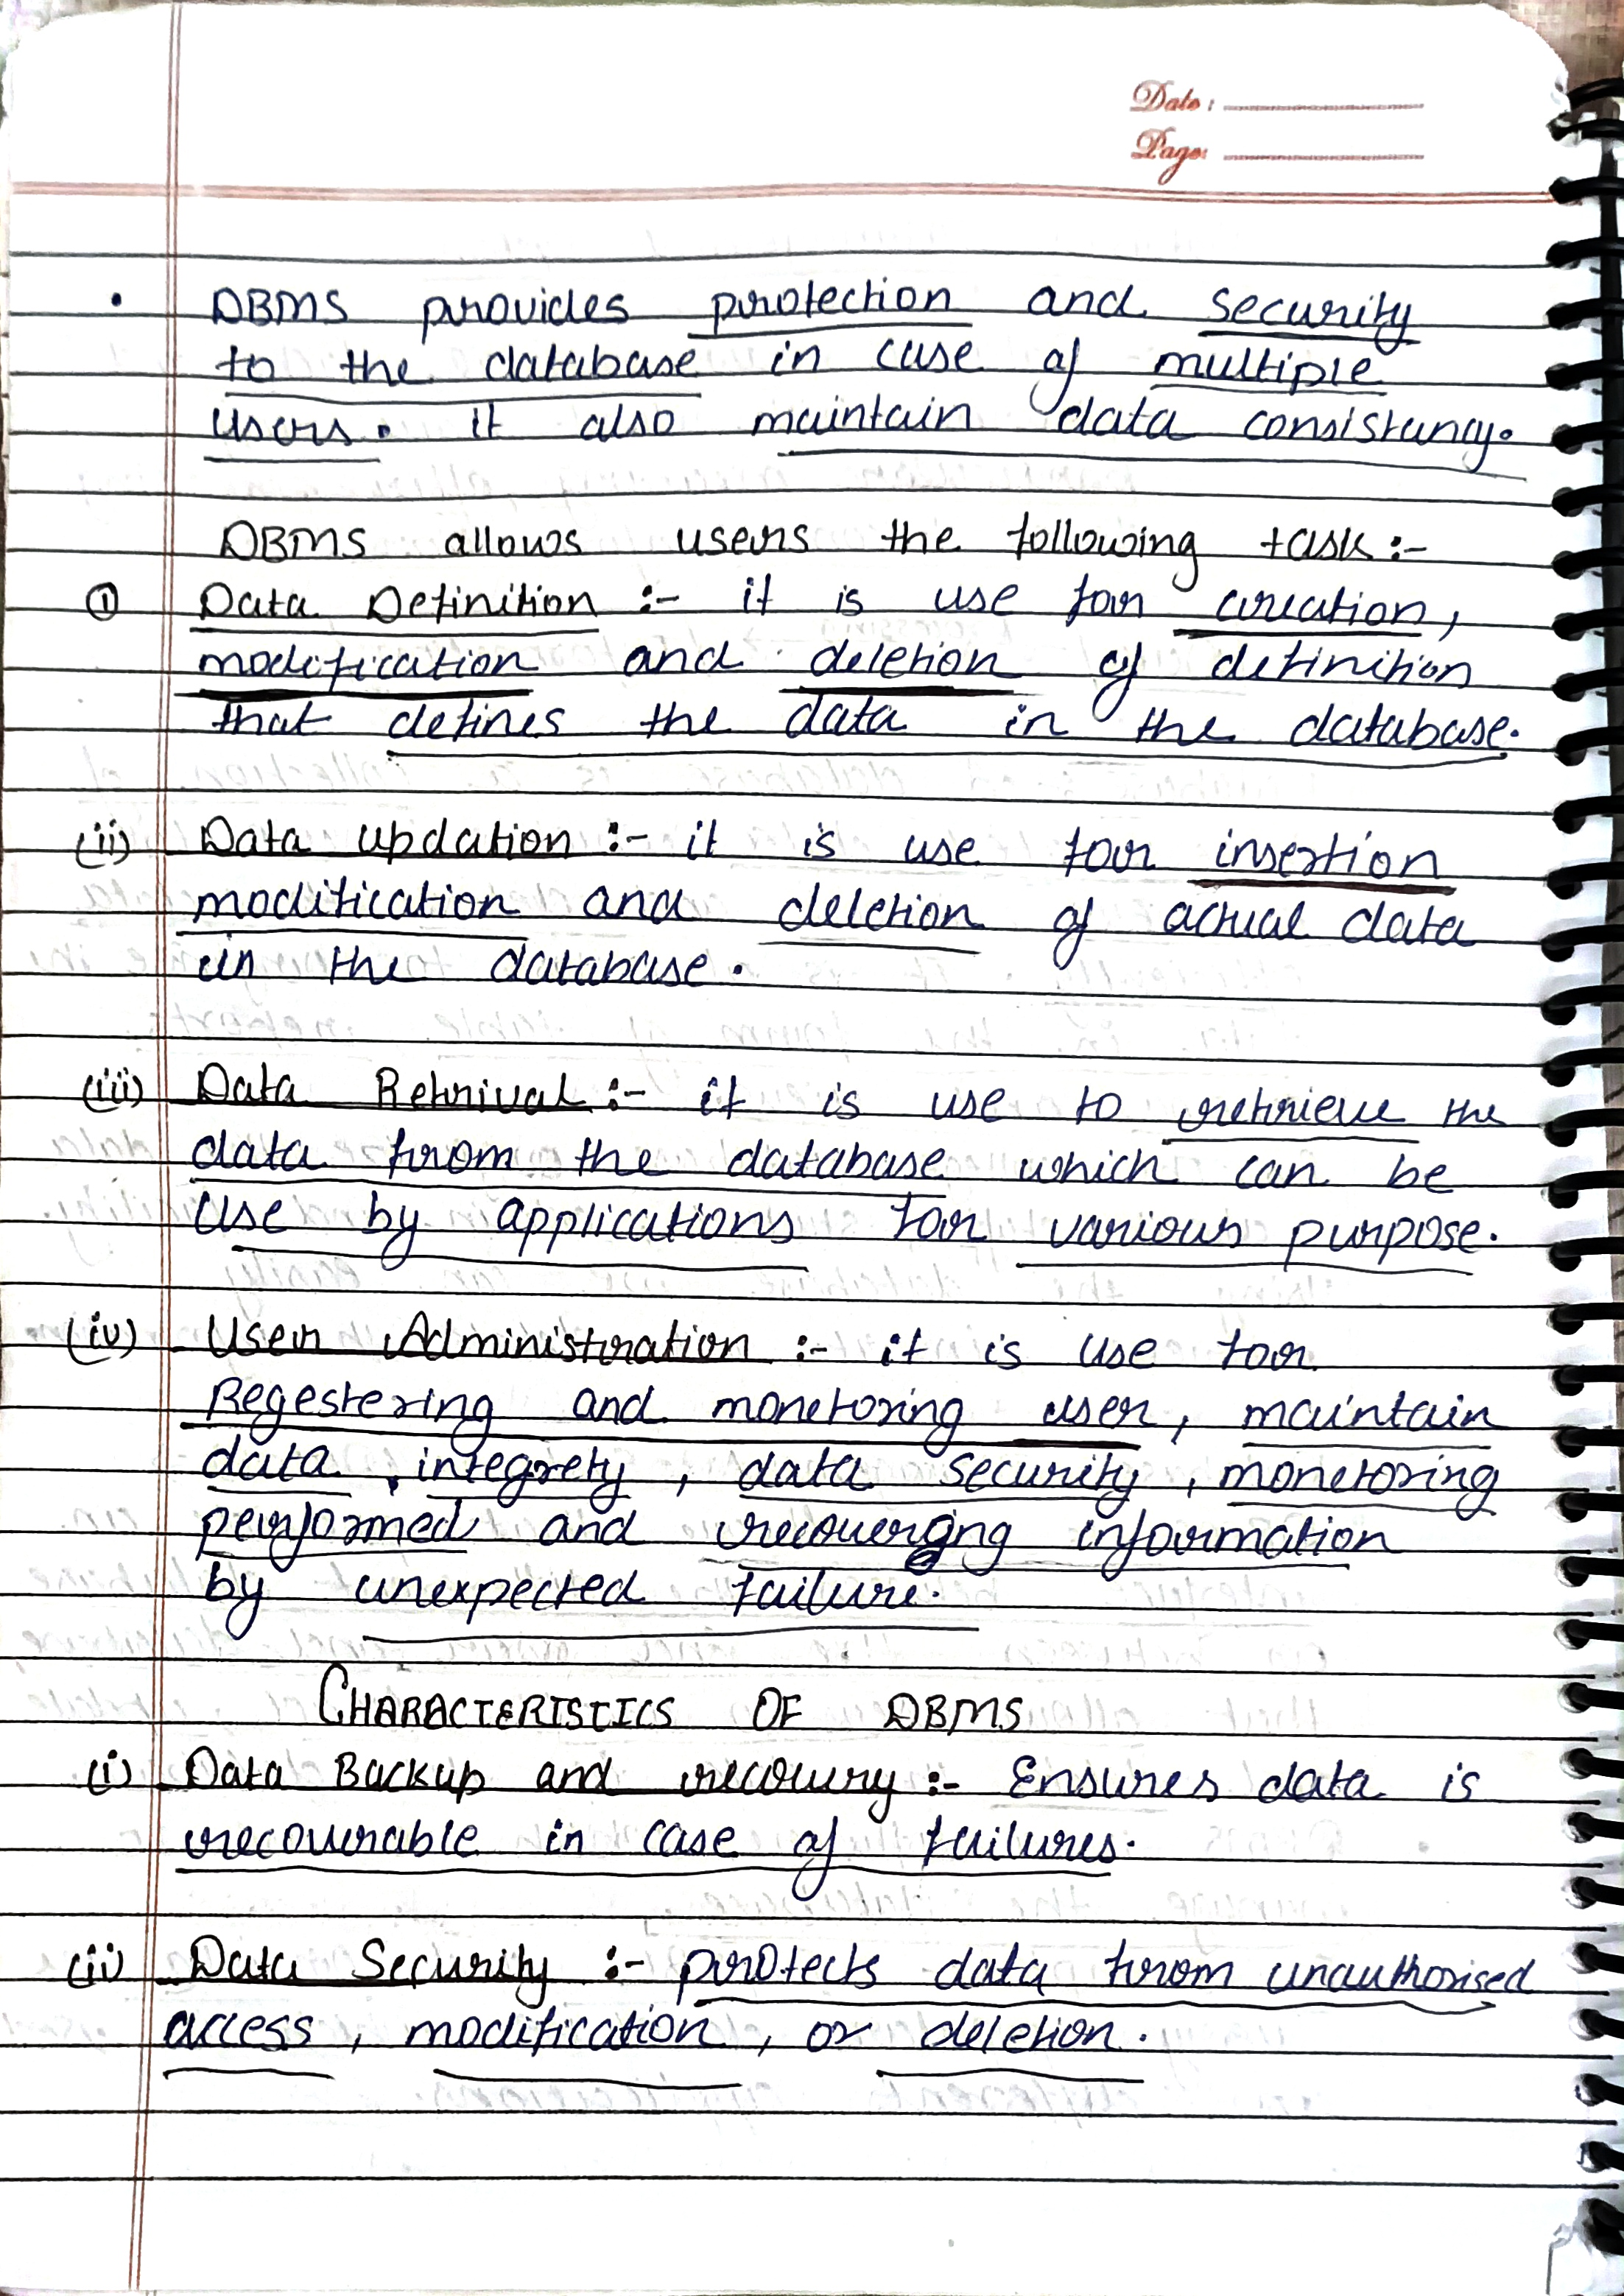 Date :
Page:
• DBMS provides protection and security
to the database in case of multiple
users. it also maintain data consistency.
DBMS allows users the following task :-
(i) Data Definition :- it is use for creation,
modification and deletion of definition
that defines the data in the database.
(ii) Data updation :- it is use for insertion
modification and deletion of actual data
in the database.
(iii) Data Retrival :- it is use to retrieve the
data from the database which can be
use by applications for various purpose.
(iv) User Administration :- it is use for
Regestering and monetoring user, maintain
data, integrety, data security, monetoring
performed and recovering information
by unexpected failure.
CHARACTERISTICS OF DBMS
(i) Data Backup and recovery :- Ensures data is
recoverable in case of failures.
(ii) Data Security :- protects data from unauthorised
access, modification, or deletion.